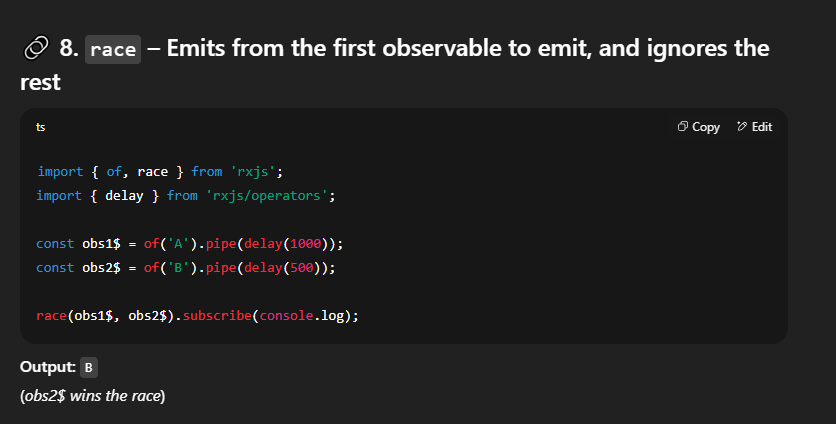 8. race – Emits from the first observable to emit, and ignores the
rest
ts
Copy
Edit
import { of, race } from 'rxjs';
import { delay } from 'rxjs/operators';
const obs1$ = of('A').pipe(delay(1000));
const obs2$ = of('B').pipe(delay(500));
race(obs1$, obs2$).subscribe(console.log);
Output: B
(obs2$ wins the race)